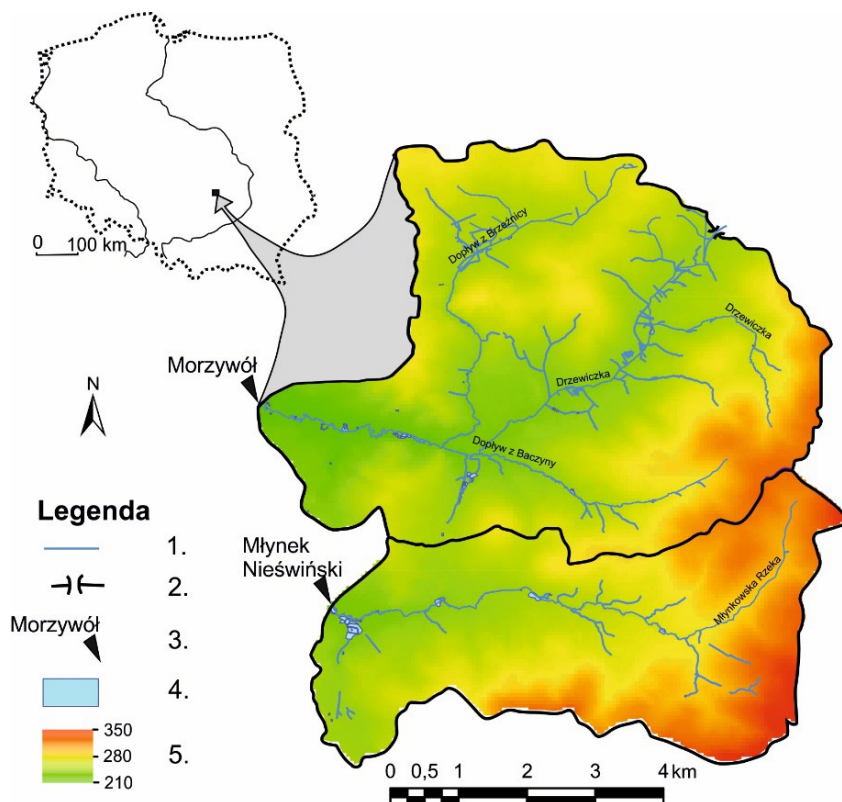 0 100 km
Dopływ z Brzeźnicy
Drzewiczka
Morzywół
N
Drzewiczka
Dopływ z Baczyny
Legenda
1.
Młynek
Nieświński
2.
Młynkowska Rzeka
Morzywół
3.
4.
350
280
210
5.
0 0,5 1 2 3 4 km